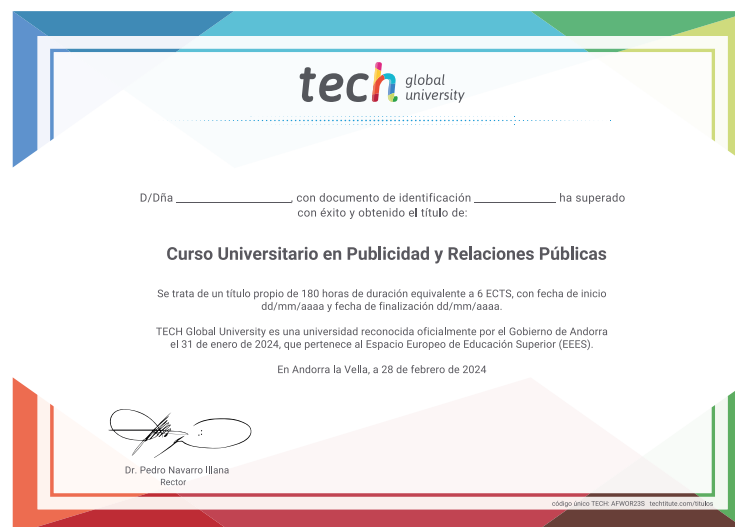 tech global university
D/Dña ____________________, con documento de identificación ______________ ha superado
con éxito y obtenido el título de:
Curso Universitario en Publicidad y Relaciones Públicas
Se trata de un título propio de 180 horas de duración equivalente a 6 ECTS, con fecha de inicio
dd/mm/aaaa y fecha de finalización dd/mm/aaaa.
TECH Global University es una universidad reconocida oficialmente por el Gobierno de Andorra
el 31 de enero de 2024, que pertenece al Espacio Europeo de Educación Superior (EEES).
En Andorra la Vella, a 28 de febrero de 2024
Dr. Pedro Navarro Illana
Rector
código único TECH: AFWOR23S techtitute.com/titulos